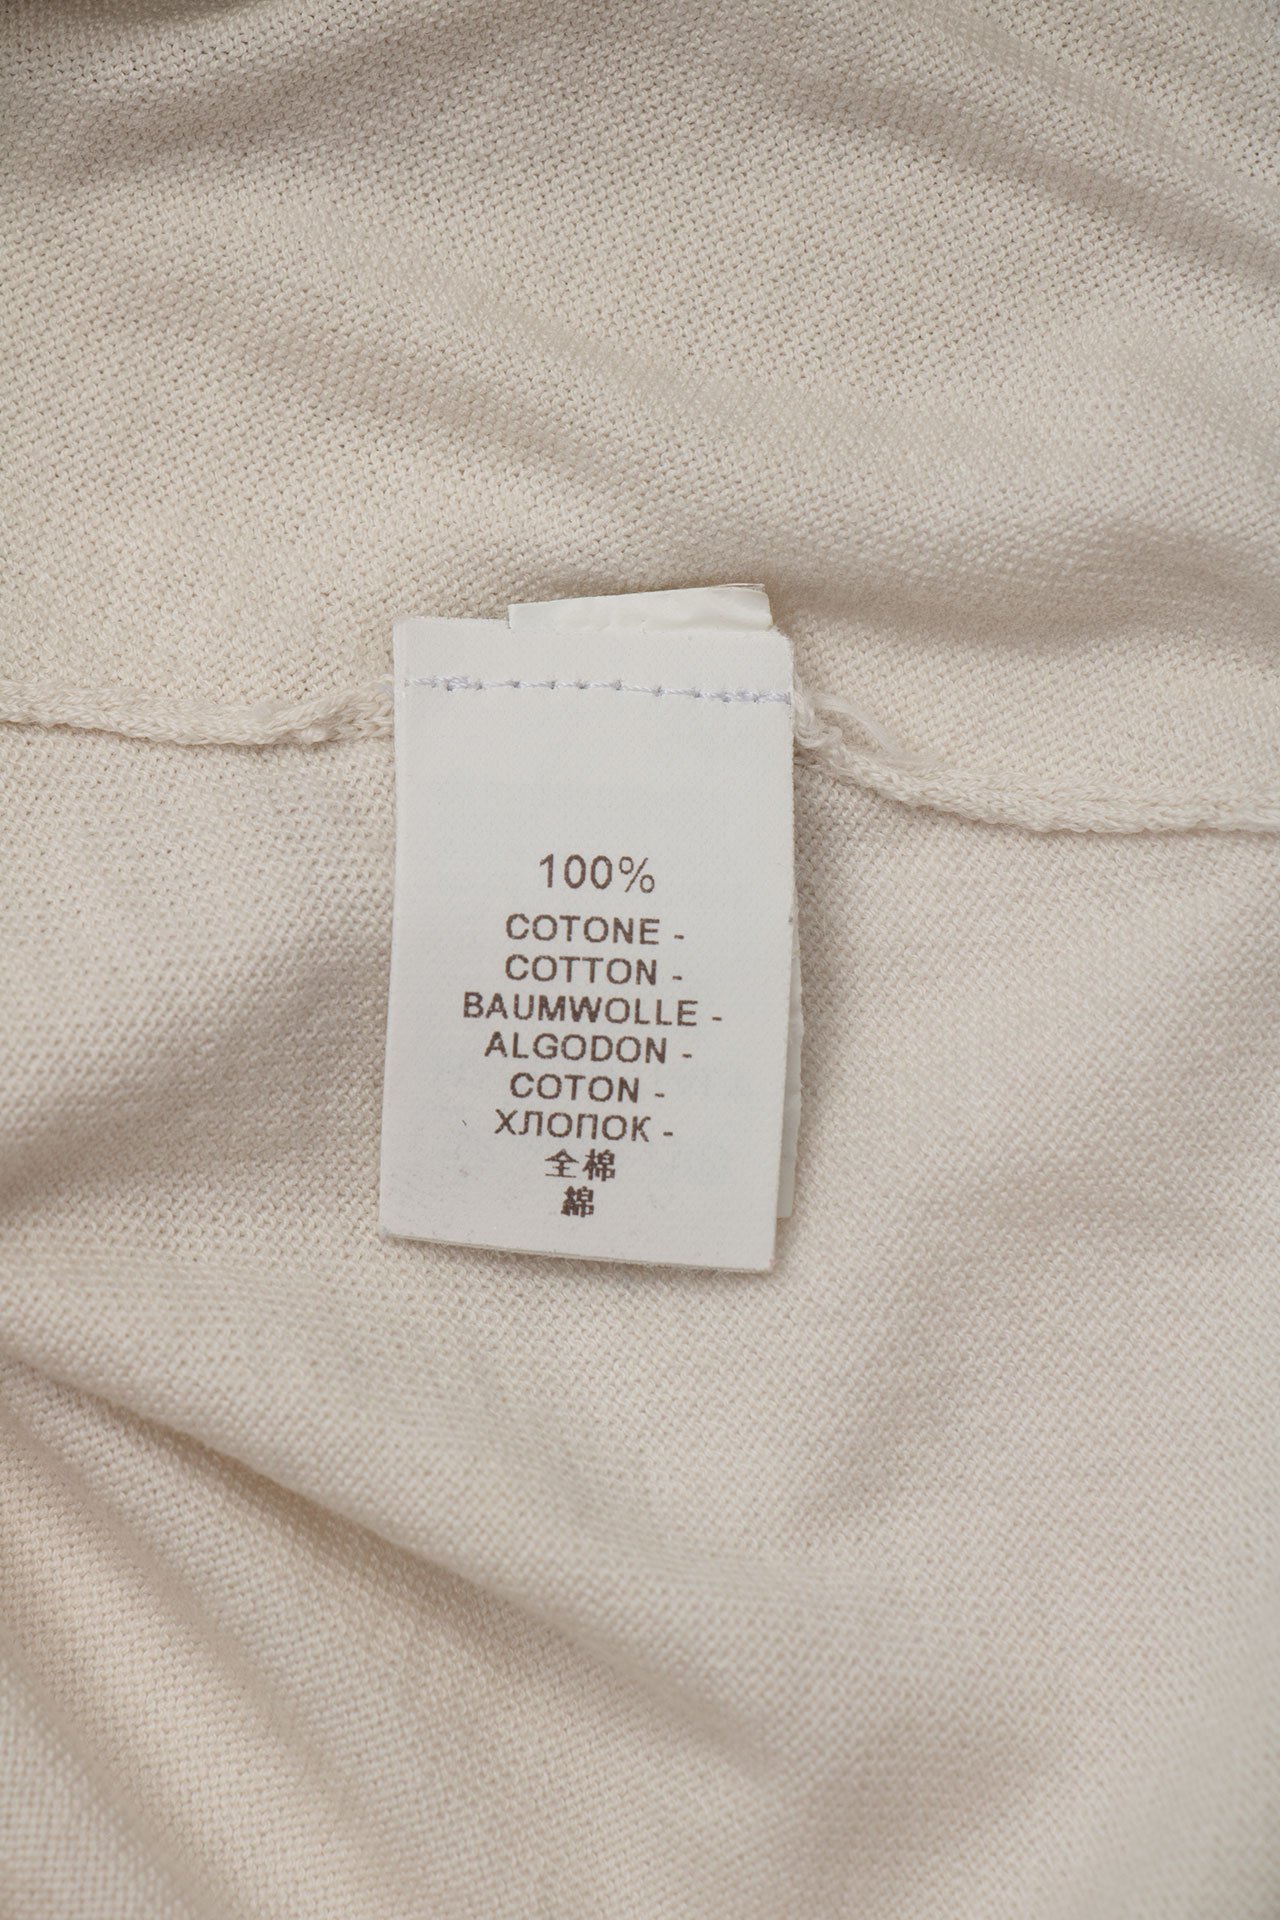 100%
COTONE -
COTTON -
BAUMWOLLE -
ALGODON -
COTON -
ХЛОПОК -
全棉
綿